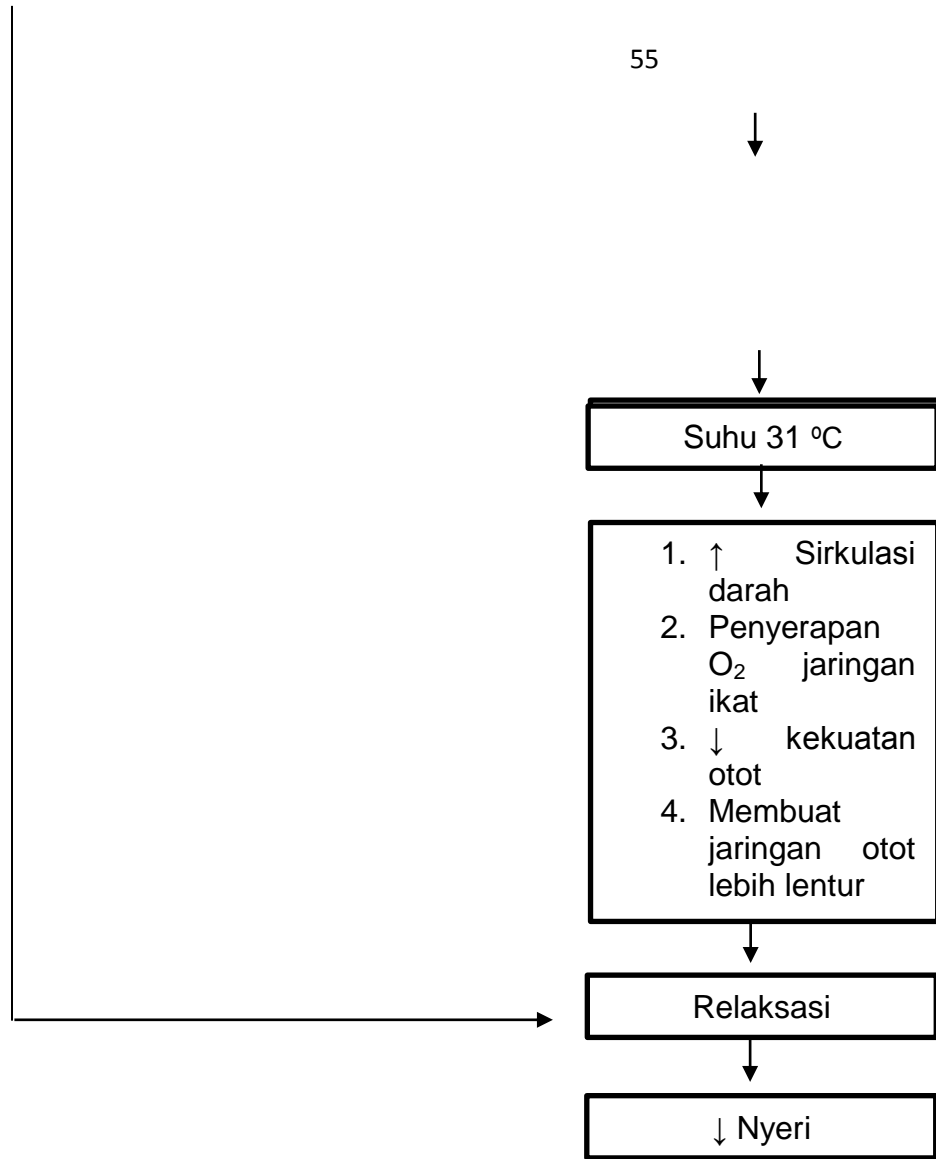 55
Suhu 31 ⁰C
1. ↑ Sirkulasi
darah
2. Penyerapan
O₂ jaringan
ikat
3. ↓ kekuatan
otot
4. Membuat
jaringan otot
lebih lentur
Relaksasi
↓ Nyeri